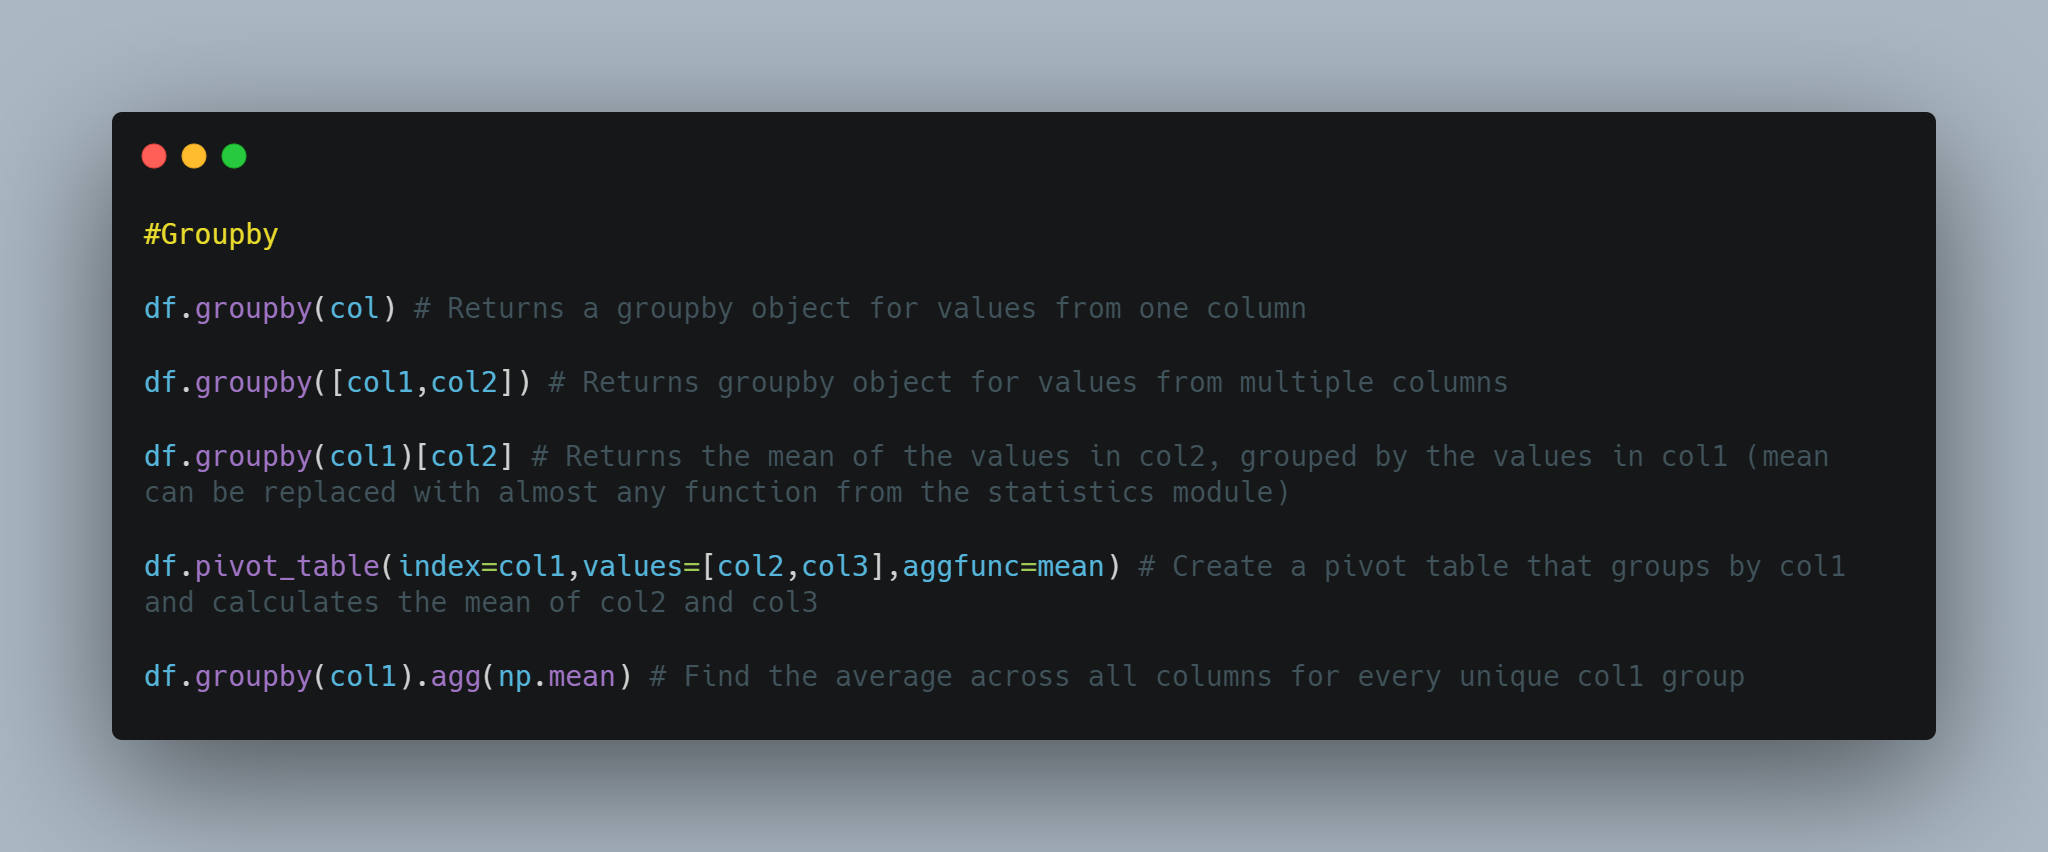 #Groupby
df.groupby(col) # Returns a groupby object for values from one column
df.groupby([col1,col2]) # Returns groupby object for values from multiple columns
df.groupby(col1)[col2] # Returns the mean of the values in col2, grouped by the values in col1 (mean
can be replaced with almost any function from the statistics module)
df.pivot_table(index=col1,values=[col2,col3],aggfunc=mean) # Create a pivot table that groups by col1
and calculates the mean of col2 and col3
df.groupby(col1).agg(np.mean) # Find the average across all columns for every unique col1 group